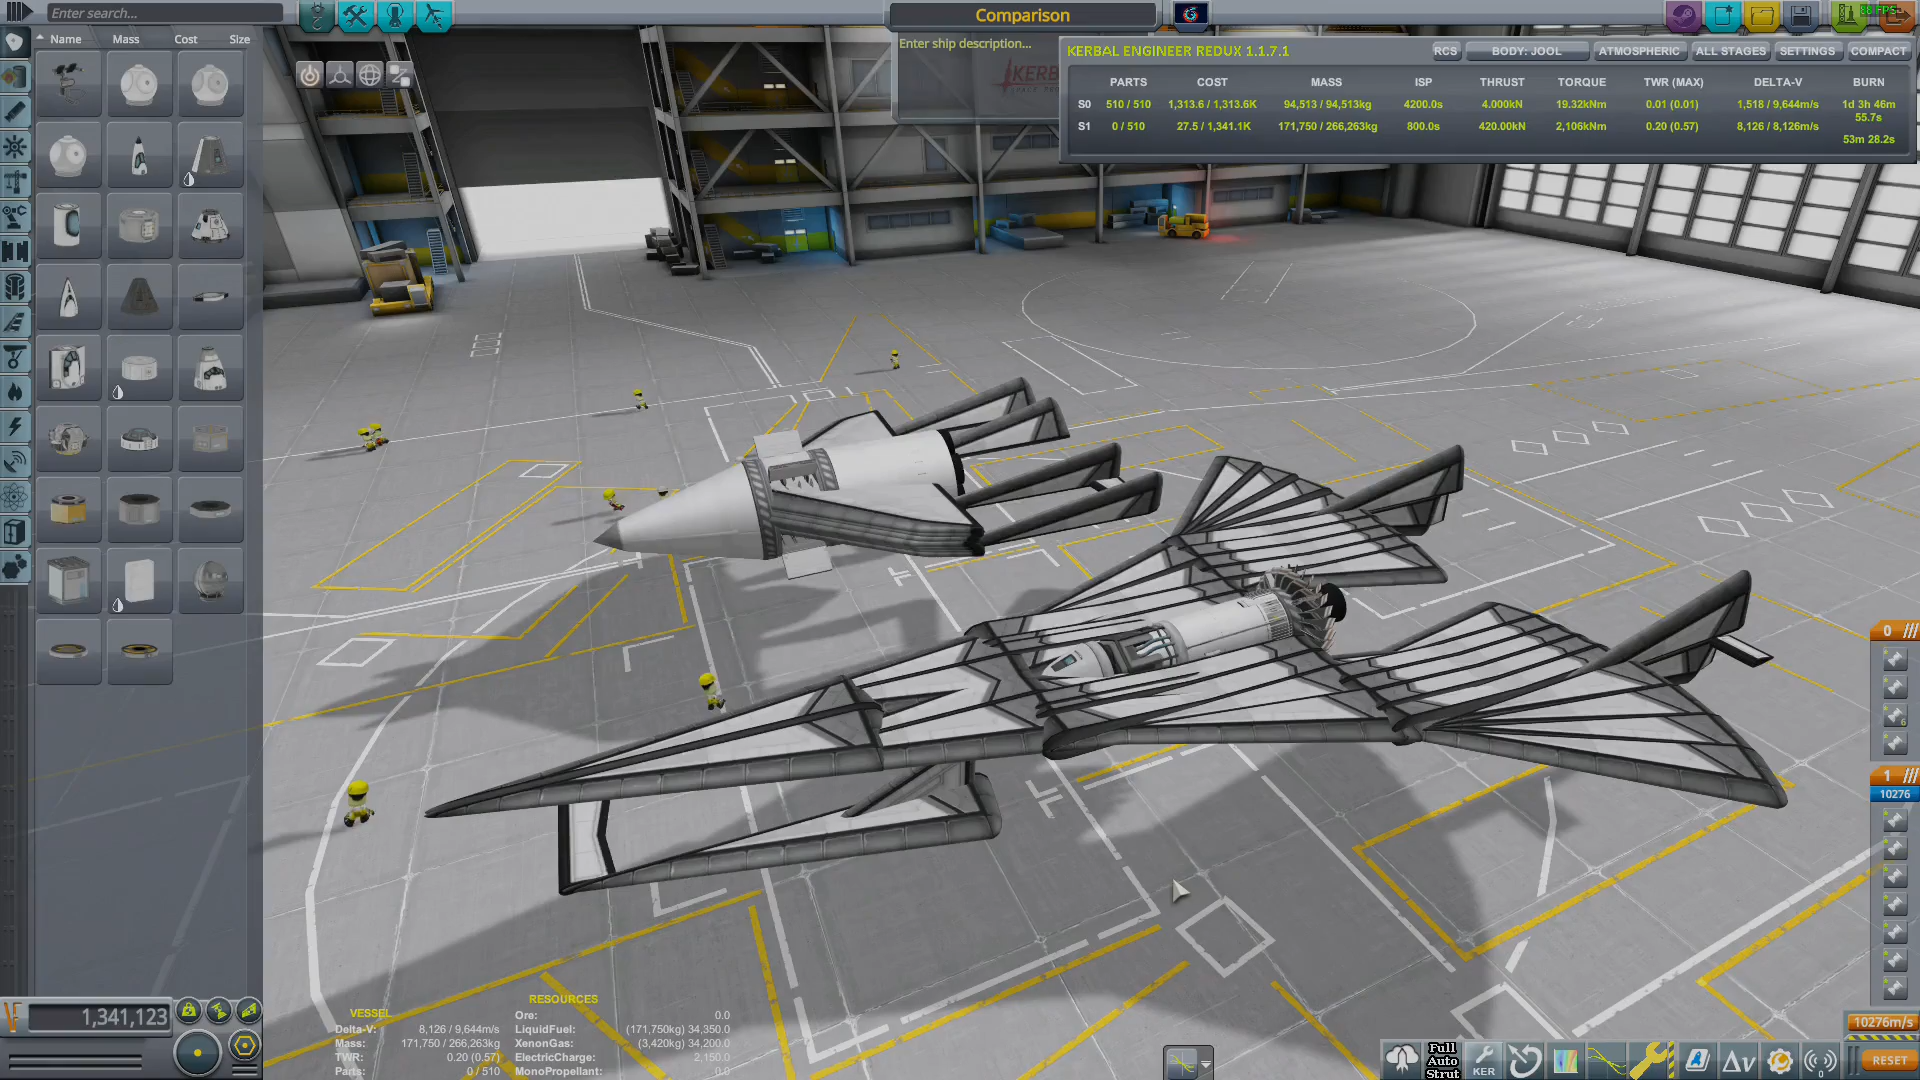 Enter search...
Comparison
88 FPS
Name Mass Cost Size
Enter ship description...
KERBAL ENGINEER REDUX 1.1.7.1
RCS BODY: JOOL ATMOSPHERIC ALL STAGES SETTINGS COMPACT
PARTS COST MASS ISP THRUST TORQUE TWR (MAX) DELTA-V BURN
S0 510 / 510 1,313.6 / 1,313.6K 94,513 / 94,513kg 4200.0s 4.000kN 19.32kNm 0.01 (0.01) 1,518 / 9,644m/s 1d 3h 46m 55.7s
S1 0 / 510 27.5 / 1,341.1K 171,750 / 266,263kg 800.0s 420.00kN 2,106kNm 0.20 (0.57) 8,126 / 8,126m/s 53m 28.2s
0
6
1
10276
10276m/s
1,341,123
VESSEL
Delta-V: 8,126 / 9,644m/s
Mass: 171,750 / 266,263kg
TWR: 0.20 (0.57)
Parts: 0 / 510
RESOURCES
Ore: 0.0
LiquidFuel: (171,750kg) 34,350.0
XenonGas: (3,420kg) 34,200.0
ElectricCharge: 2,150.0
MonoPropellant: 0.0
Full Auto Strut
KER
Δv
0
RESET